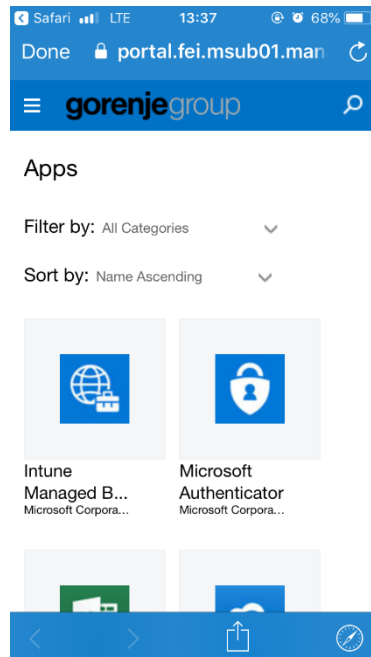 Safari LTE 13:37 68%
Done portal.fei.msub01.man
gorenjegroup
Apps
Filter by: All Categories
Sort by: Name Ascending
Intune
Managed B...
Microsoft Corpora...
Microsoft
Authenticator
Microsoft Corpora...